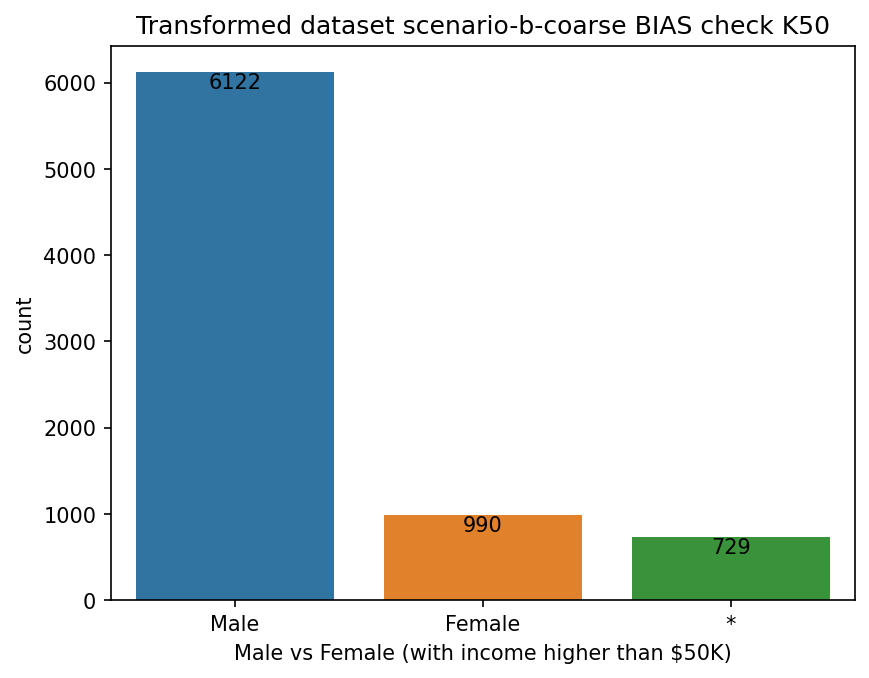 Transformed dataset scenario-b-coarse BIAS check K50
6000
5000
4000
3000
2000
1000
0
count
6122
990
729
Male
Female
*
Male vs Female (with income higher than $50K)